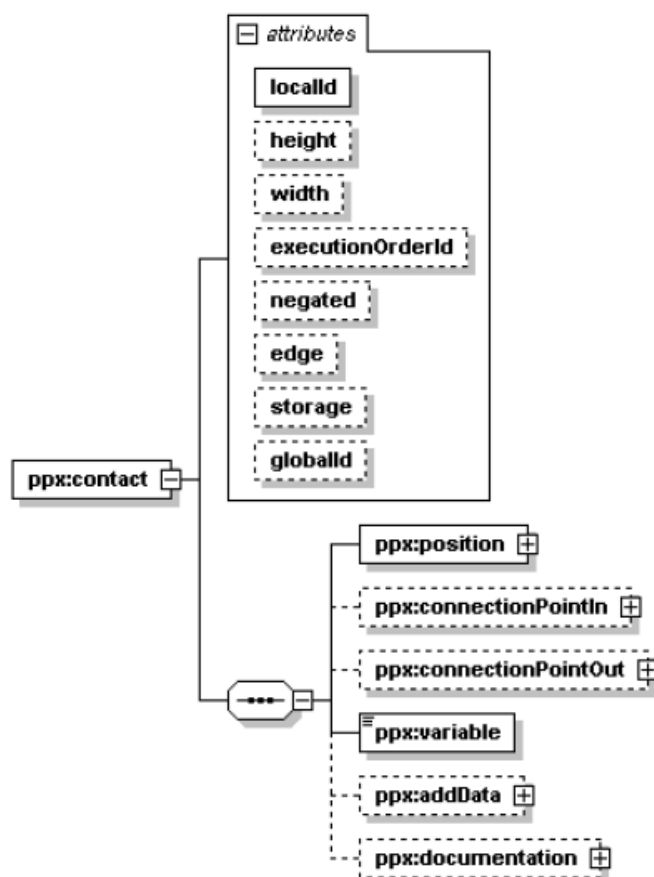 attributes
localId
height
width
executionOrderId
negated
edge
storage
globalId
ppx:contact
ppx:position
ppx:connectionPointIn
ppx:connectionPointOut
ppx:variable
ppx:addData
ppx:documentation